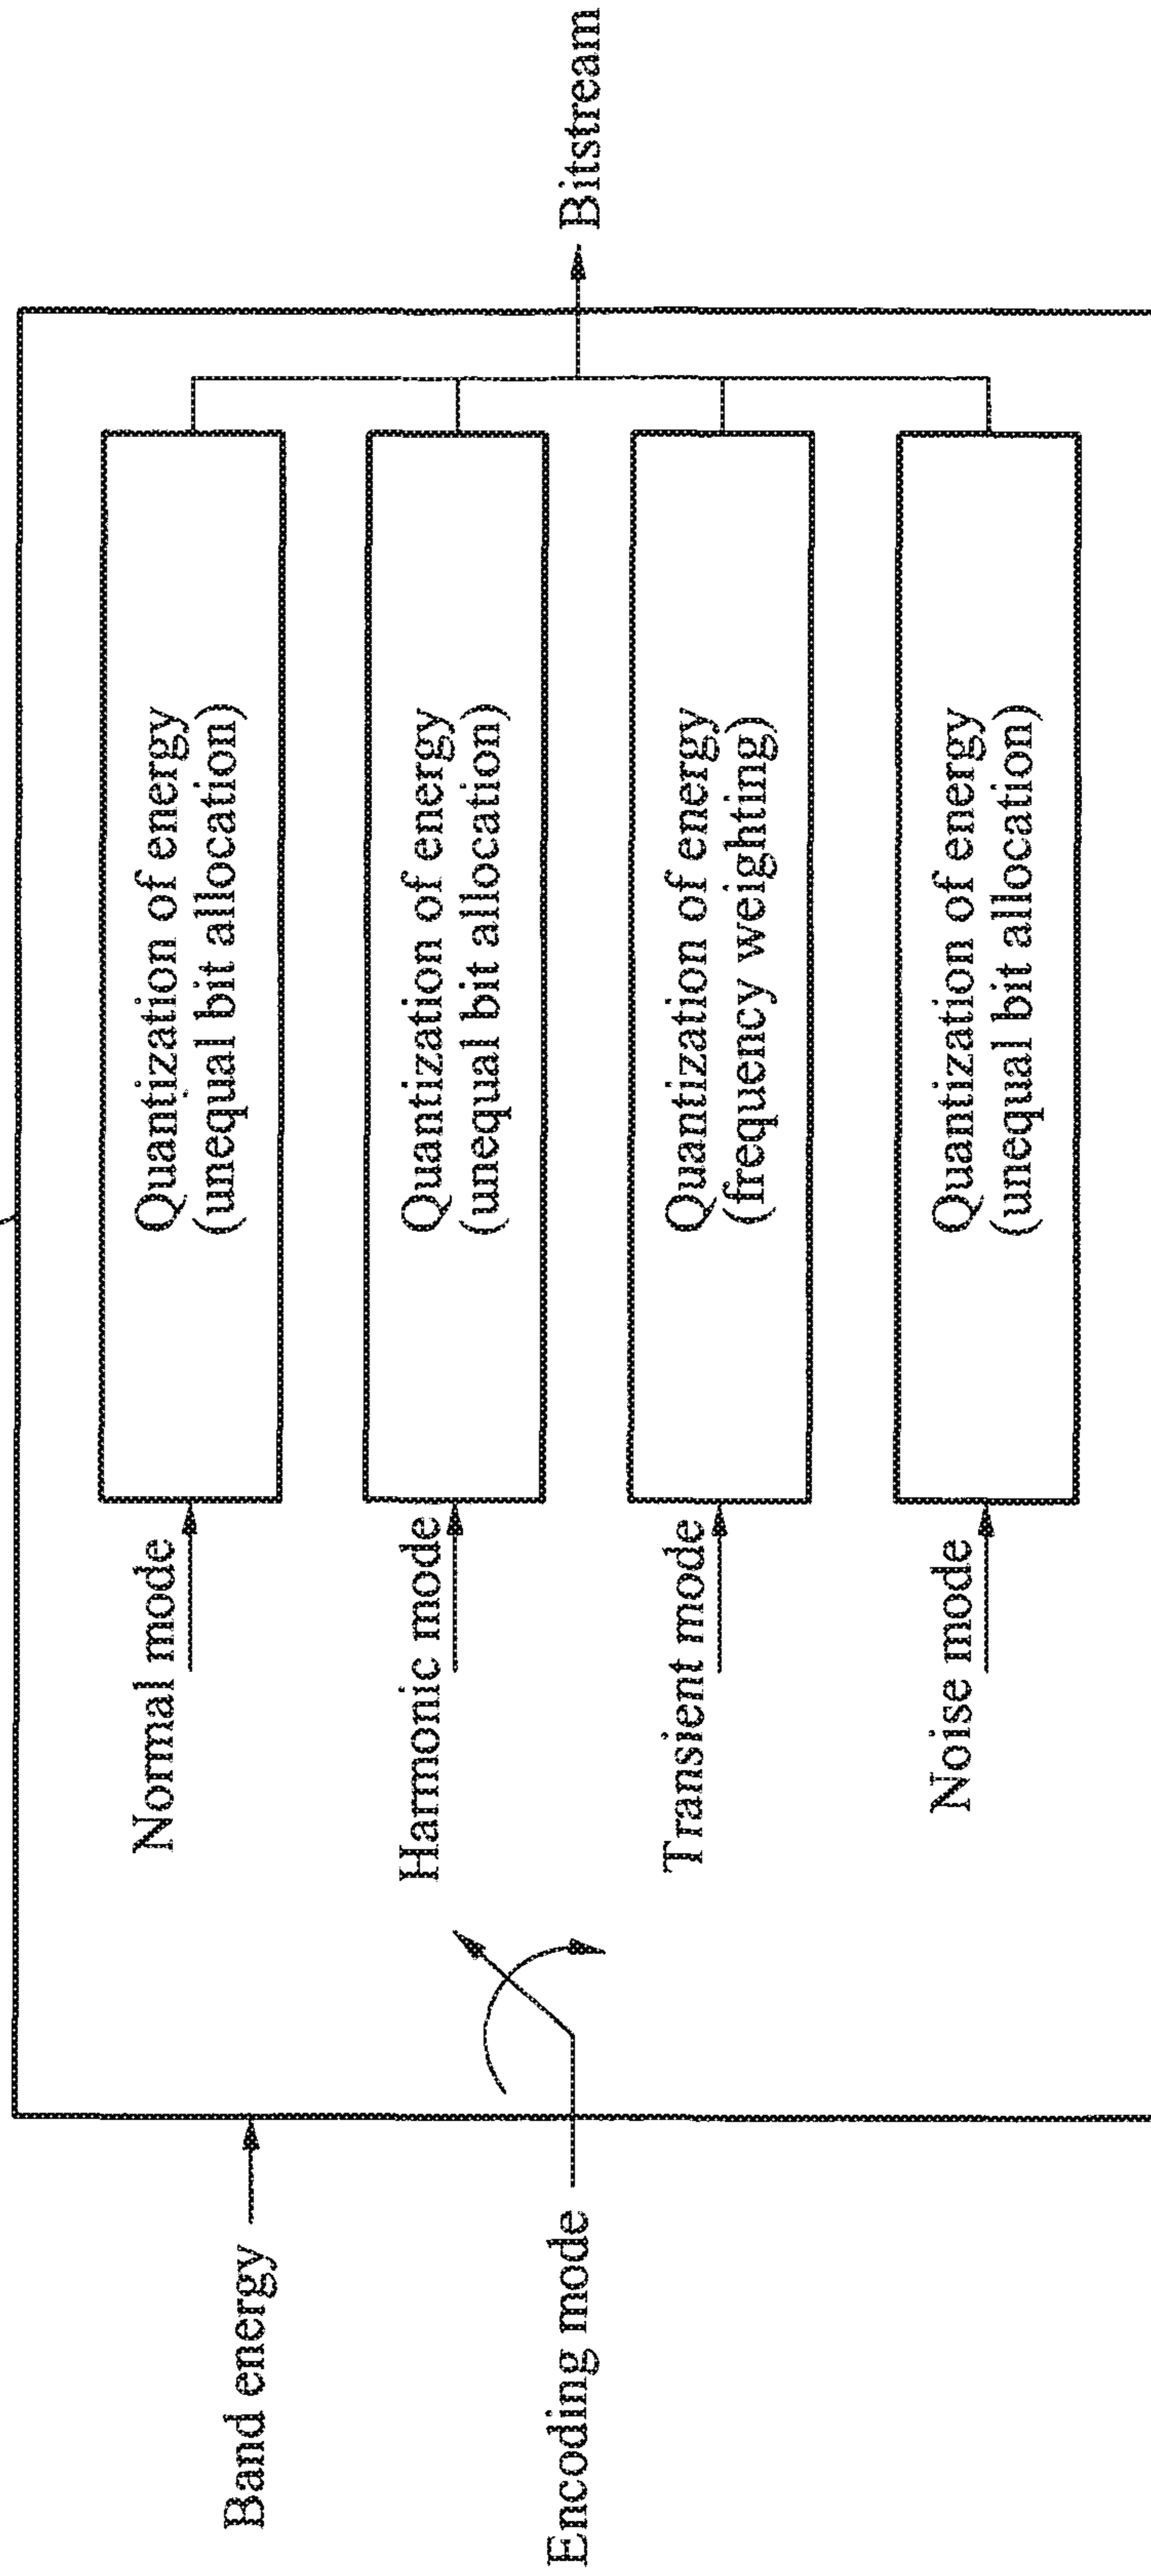 Band energy
Encoding mode
Normal mode
Quantization of energy
(unequal bit allocation)
Harmonic mode
Quantization of energy
(unequal bit allocation)
Transient mode
Quantization of energy
(frequency weighting)
Noise mode
Quantization of energy
(unequal bit allocation)
Bitstream